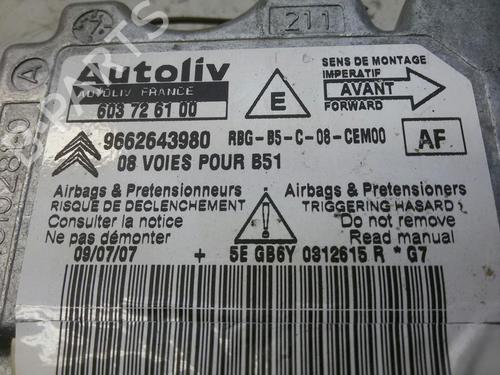 211
Autoliv
AUTOLIV FRANCE
603 72 61 00
E
SENS DE MONTAGE
IMPERATIF
AVANT
FORWARD
9662643980 RBG-B5-C-08-CEM00 AF
08 VOIES POUR B51
Airbags & Pretensionneurs
RISQUE DE DECLENCHEMENT
Consulter la notice
Ne pas démonter
Airbags & Pretensioners
TRIGGERING HASARD !
Do not remove
Read manual
09/07/07 + 5E GB6Y 0312615 R * G7